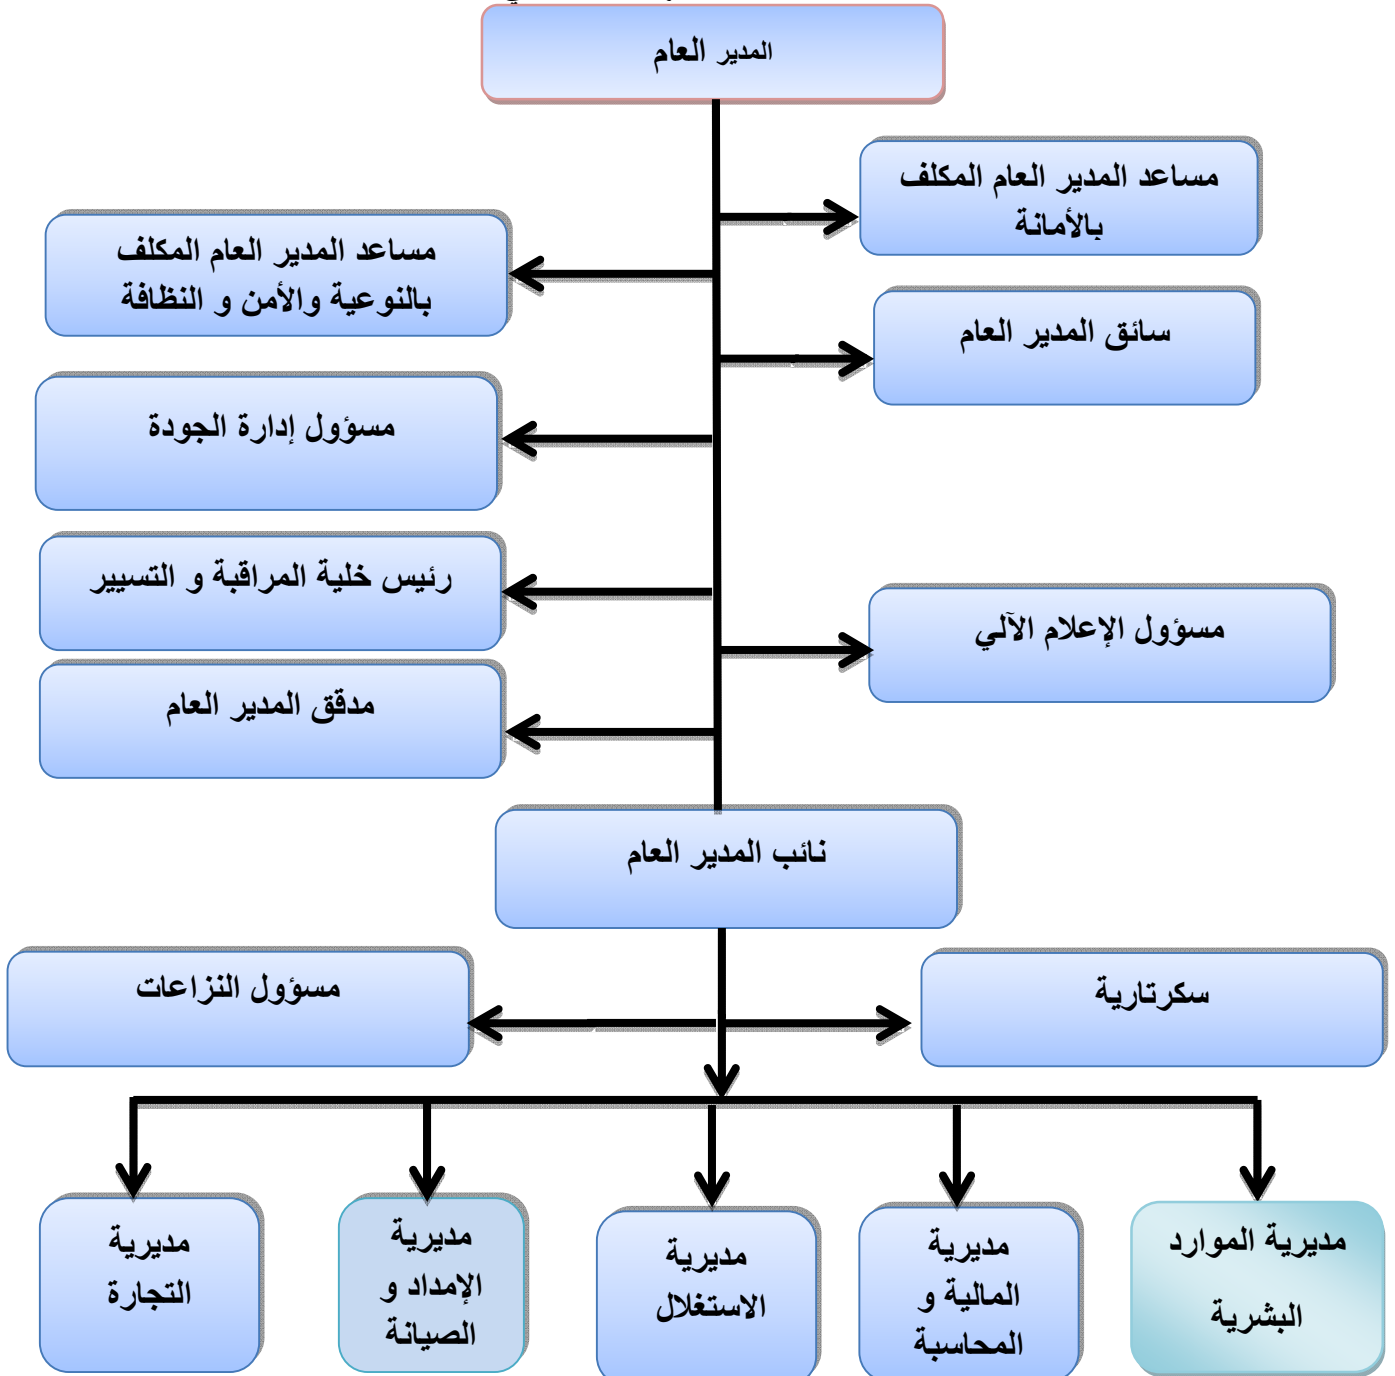 المدير العام
مساعد المدير العام المكلف
بالأمانة
مساعد المدير العام المكلف
بالنوعية والأمن و النظافة
سائق المدير العام
مسؤول إدارة الجودة
رئيس خلية المراقبة و التسيير
مسؤول الإعلام الآلي
مدقق المدير العام
نائب المدير العام
سكرتارية
مسؤول النزاعات
مديرية الموارد
البشرية
مديرية
المالية و
المحاسبة
مديرية
الاستغلال
مديرية
الإمداد و
الصيانة
مديرية
التجارة